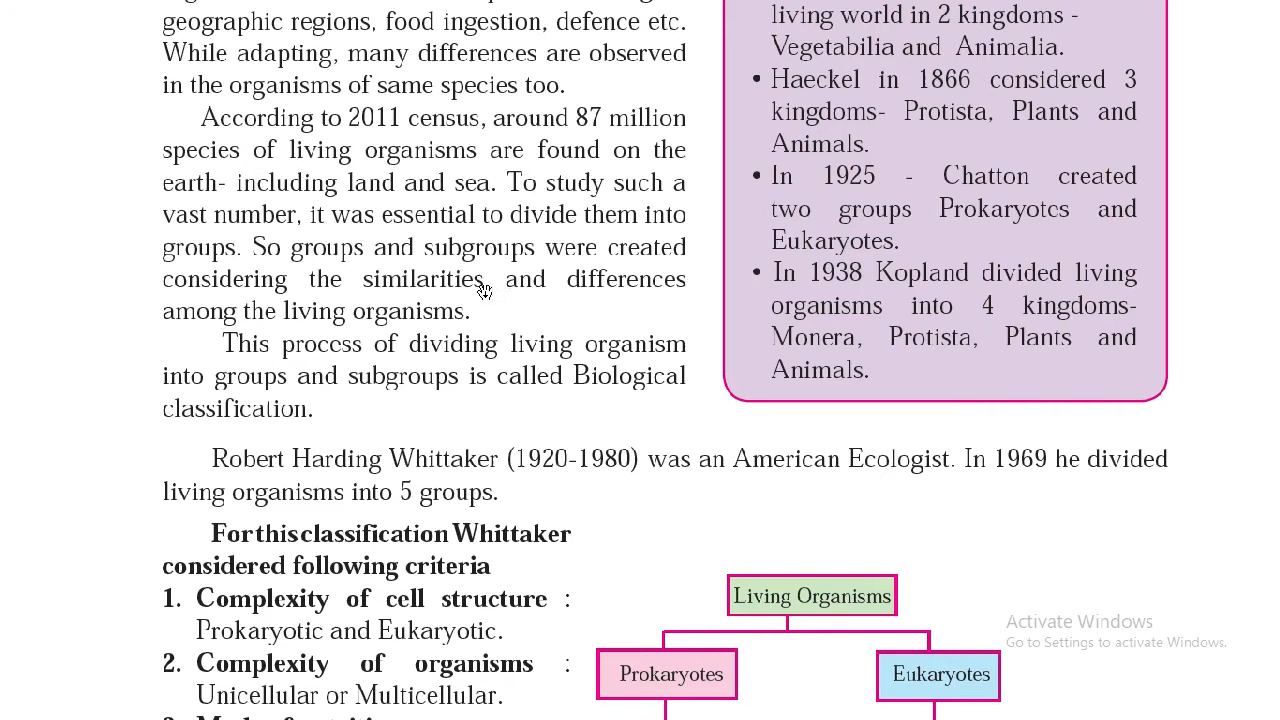 geographic regions, food ingestion, defence etc.
While adapting, many differences are observed
in the organisms of same species too.
According to 2011 census, around 87 million
species of living organisms are found on the
earth- including land and sea. To study such a
vast number, it was essential to divide them into
groups. So groups and subgroups were created
considering the similarities and differences
among the living organisms.
This process of dividing living organism
into groups and subgroups is called Biological
classification.
living world in 2 kingdoms -
Vegetabilia and Animalia.
• Haeckel in 1866 considered 3
kingdoms- Protista, Plants and
Animals.
• In 1925 - Chatton created
two groups Prokaryotes and
Eukaryotes.
• In 1938 Kopland divided living
organisms into 4 kingdoms-
Monera, Protista, Plants and
Animals.
Robert Harding Whittaker (1920-1980) was an American Ecologist. In 1969 he divided
living organisms into 5 groups.
For this classification Whittaker
considered following criteria
1. Complexity of cell structure :
Prokaryotic and Eukaryotic.
2. Complexity of organisms :
Unicellular or Multicellular.
Living Organisms
Prokaryotes
Eukaryotes
Activate Windows
Go to Settings to activate Windows.